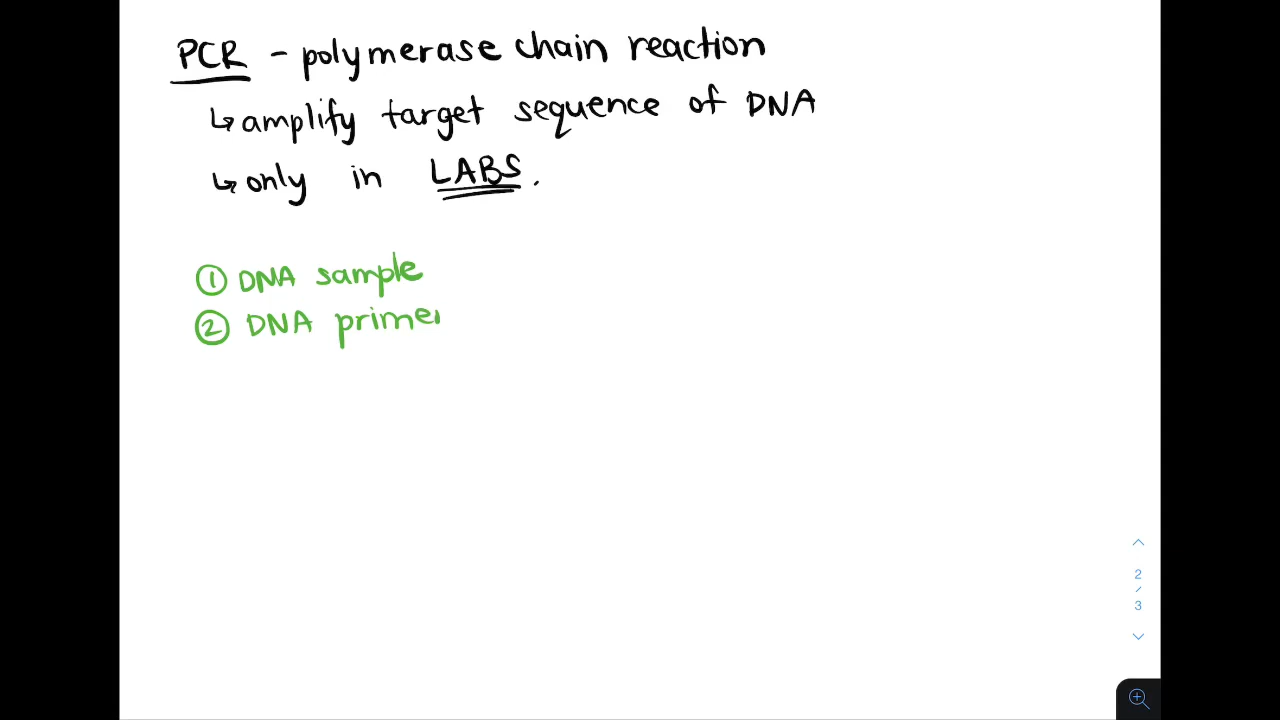 PCR - polymerase chain reaction
↳ amplify target sequence of DNA
↳ only in LABS.
① DNA sample
② DNA primer
2
/
3